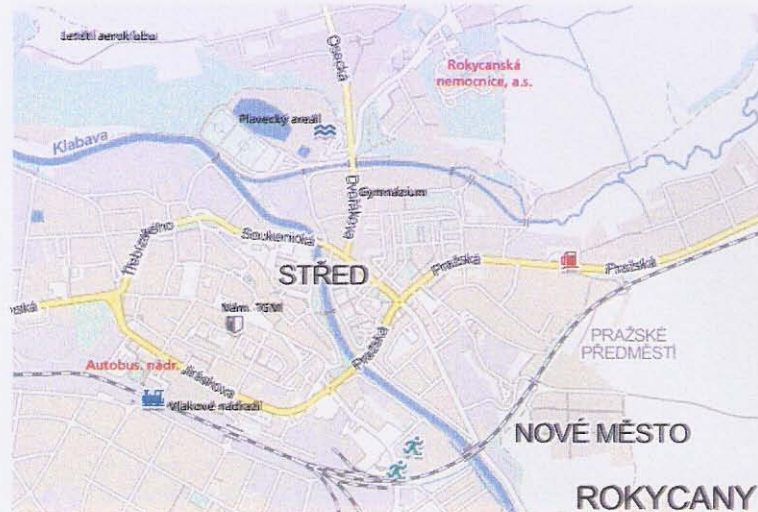 Letiště aeroklubu
Osecká
Rokycanská
nemocnice, a.s.
Plavecký areál
Klabava
Dvořákova
Gymnázium
Třebízského
Soukenická
Pražská
Pražská
STŘED
Nám. TGM
Pražská
PRAŽSKÉ
PŘEDMĚSTÍ
Autobus. nádr.
Jiráskova
Vlakové nádraží
NOVÉ MĚSTO
ROKYCANY